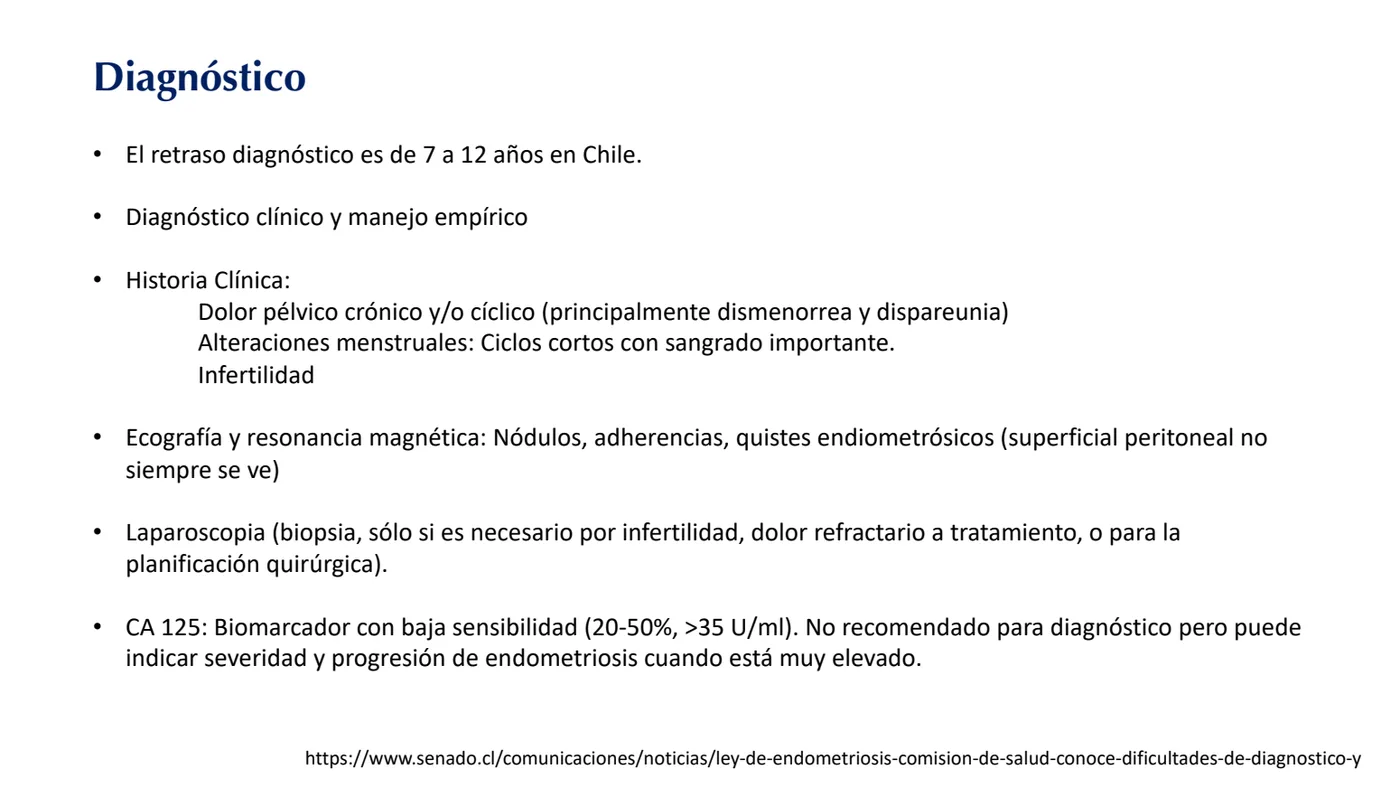 Diagnóstico
• El retraso diagnóstico es de 7 a 12 años en Chile.
• Diagnóstico clínico y manejo empírico
• Historia Clínica:
Dolor pélvico crónico y/o cíclico (principalmente dismenorrea y dispareunia)
Alteraciones menstruales: Ciclos cortos con sangrado importante.
Infertilidad
• Ecografía y resonancia magnética: Nódulos, adherencias, quistes endiometrósicos (superficial peritoneal no
siempre se ve)
• Laparoscopia (biopsia, sólo si es necesario por infertilidad, dolor refractario a tratamiento, o para la
planificación quirúrgica).
• CA 125: Biomarcador con baja sensibilidad (20-50%, >35 U/ml). No recomendado para diagnóstico pero puede
indicar severidad y progresión de endometriosis cuando está muy elevado.
https://www.senado.cl/comunicaciones/noticias/ley-de-endometriosis-comision-de-salud-conoce-dificultades-de-diagnostico-y